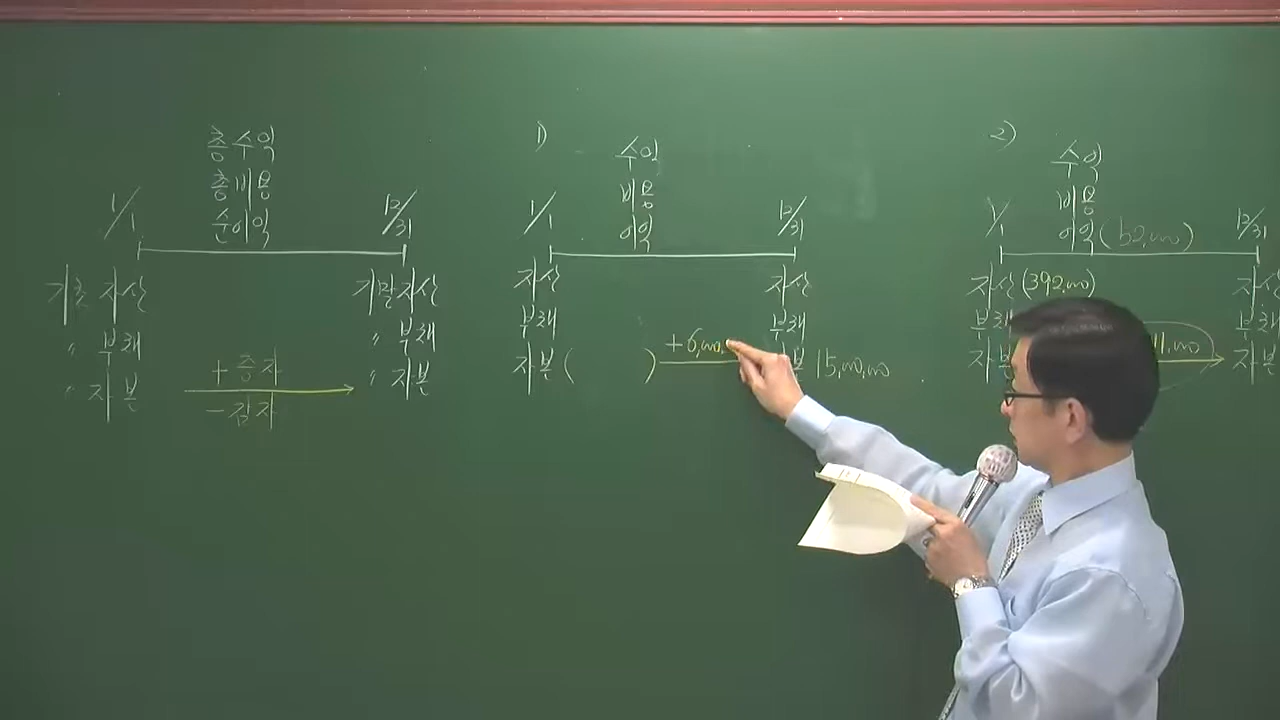 총수익
총비용
순이익
1/1
12/31
기초 자산
〃 부채
〃 자본
+ 증자
- 감자
기말자산
〃 부채
〃 자본
1)
수익
비용
이익
1/1
12/31
자산
부채
자본 ( )
+ 6,000,
자산
부채
본 15,000,000
2)
수익
비용
이익 (52,000)
1/1
12/31
자산 (392,000)
부채
자본
11,000
자산
부채
자본